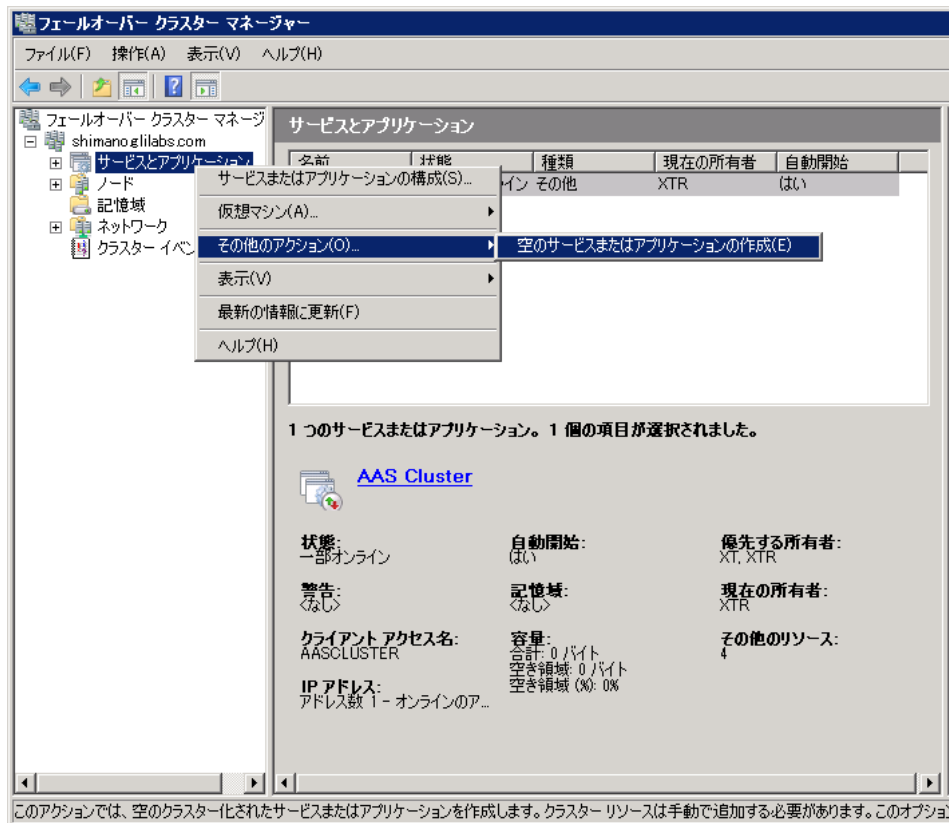 フェールオーバー クラスター マネージャー
ファイル(F) 操作(A) 表示(V) ヘルプ(H)
フェールオーバー クラスター マネージ
shimano.glilabs.com
サービスとアプリケーション
ノード
記憶域
ネットワーク
クラスター イベン
サービスまたはアプリケーションの構成(S)...
仮想マシン(A)...
その他のアクション(O)...
表示(V)
最新の情報に更新(F)
ヘルプ(H)
空のサービスまたはアプリケーションの作成(E)
サービスとアプリケーション
名前 状態 種類 現在の所有者 自動開始
イン その他 XTR はい
1 つのサービスまたはアプリケーション。1 個の項目が選択されました。
AAS Cluster
状態: 自動開始: 優先する所有者:
一部オンライン はい XT, XTR
警告: 記憶域: 現在の所有者:
<なし> <なし> XTR
クライアント アクセス名: 容量: その他のリソース:
AASCLUSTER 合計: 0 バイト 4
空き領域: 0 バイト
IP アドレス: 空き領域 (%): 0%
アドレス数 1 - オンラインのア...
このアクションでは、空のクラスター化されたサービスまたはアプリケーションを作成します。クラスター リソースは手動で追加する必要があります。このオプショ